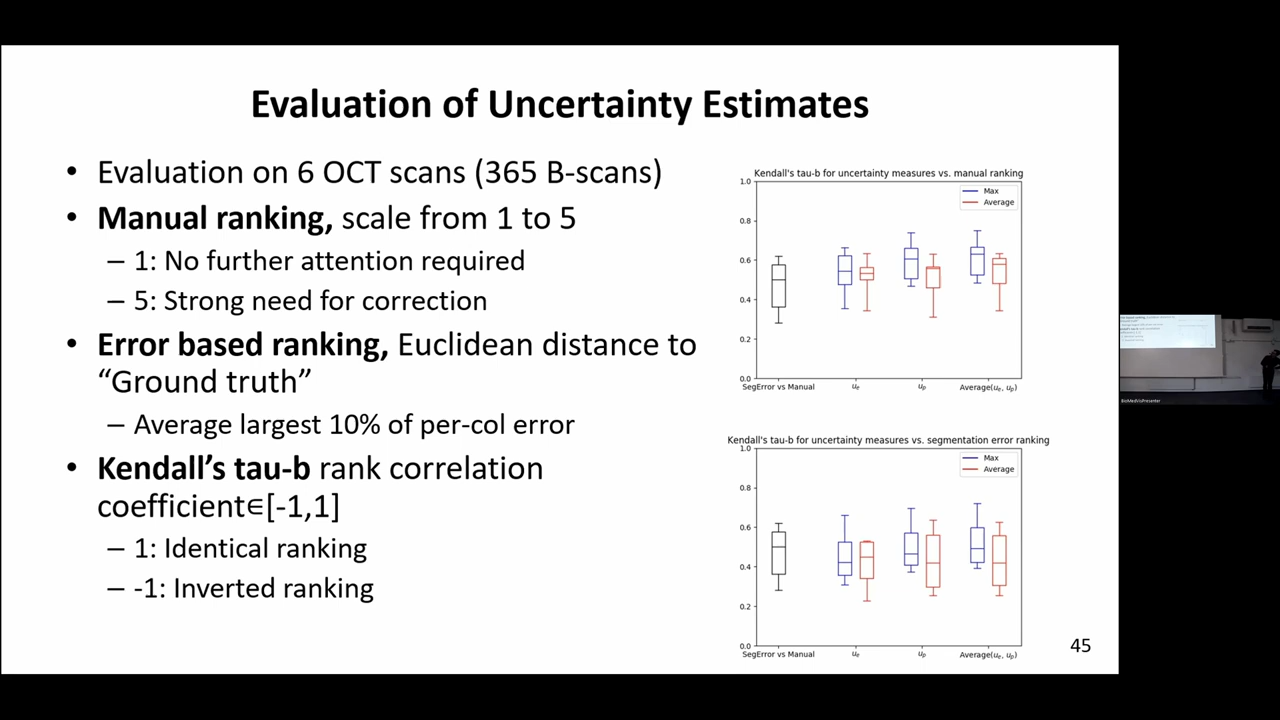 Evaluation of Uncertainty Estimates
• Evaluation on 6 OCT scans (365 B-scans)
• Manual ranking, scale from 1 to 5
– 1: No further attention required
– 5: Strong need for correction
• Error based ranking, Euclidean distance to
“Ground truth”
– Average largest 10% of per-col error
• Kendall’s tau-b rank correlation
coefficient∈[-1,1]
– 1: Identical ranking
– -1: Inverted ranking
Kendall's tau-b for uncertainty measures vs. manual ranking
1.0
0.8
0.6
0.4
0.2
0.0
Max
Average
SegError vs Manual
uₑ
uₚ
Average(uₑ, uₚ)
Kendall's tau-b for uncertainty measures vs. segmentation error ranking
1.0
0.8
0.6
0.4
0.2
0.0
Max
Average
SegError vs Manual
uₑ
uₚ
Average(uₑ, uₚ)
45
BioMedVisPresenter